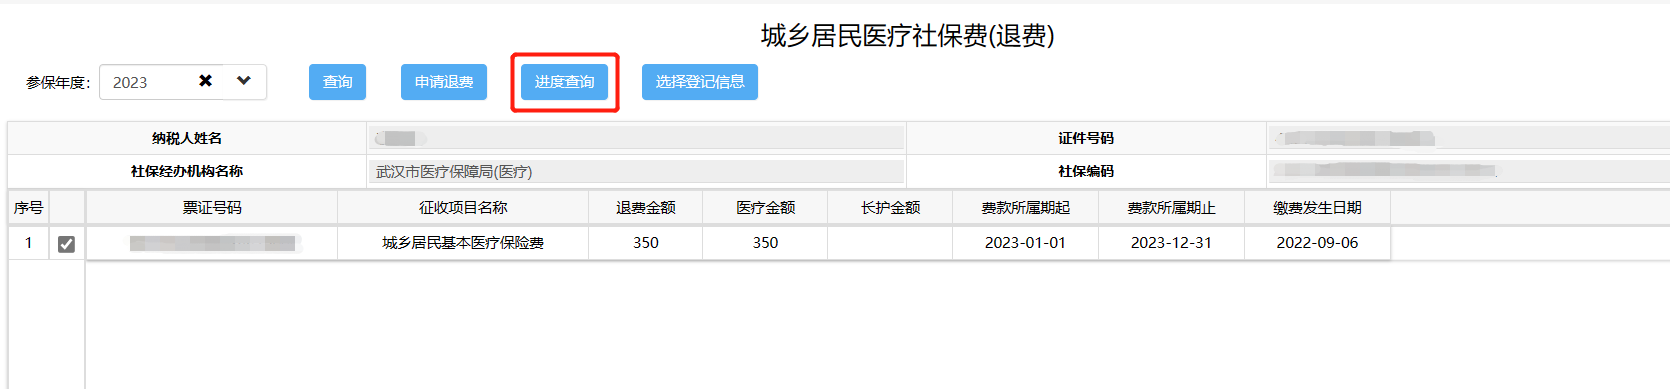 城乡居民医疗社保费(退费)
参保年度: 2023 查询 申请退费 进度查询 选择登记信息
纳税人姓名 证件号码
社保经办机构名称 武汉市医疗保障局(医疗) 社保编码
序号 票证号码 征收项目名称 退费金额 医疗金额 长护金额 费款所属期起 费款所属期止 缴费发生日期
1 城乡居民基本医疗保险费 350 350 2023-01-01 2023-12-31 2022-09-06